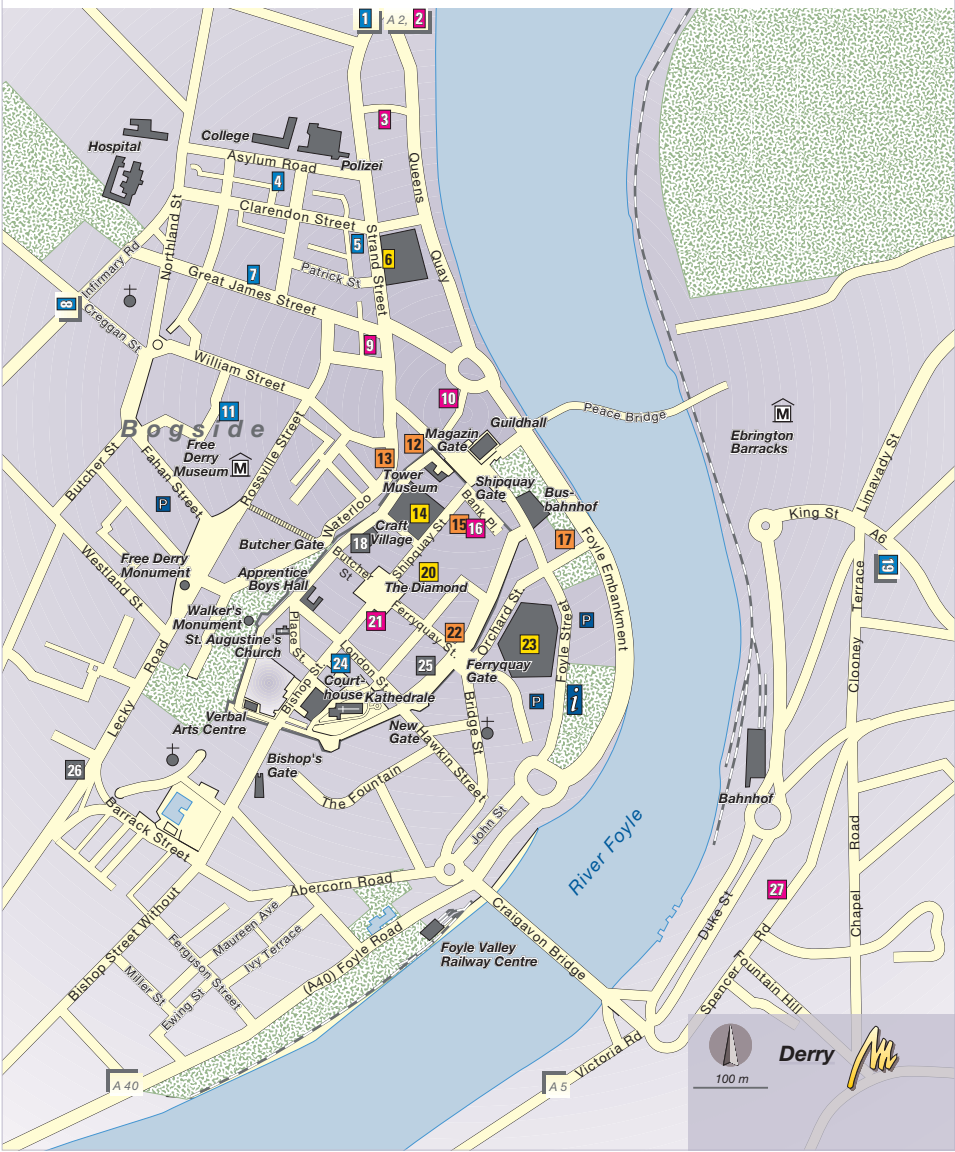 1
A 2,
2
3
College
Hospital
Polizei
Asylum Road
4
Queens
Quay
Clarendon Street
Northland St
Strand Street
5
6
Infirmary Rd
7
Patrick St
Great James Street
8
Creggan St
9
William Street
10
Peace Bridge
11
Bogside
Free
Derry
Museum
M
M
Ebrington
Barracks
Guildhall
Magazin
Gate
12
13
Tower
Museum
Shipquay
Gate
Bus-
bahnhof
Butcher St
Fahan Street
Rossville Street
Limavady St
P
Waterloo
14
Craft
Village
Bank Pl.
15
16
King St
A6
17
18
Shipquay St.
Butcher Gate
Butcher
St
Foyle Embankment
19
Free Derry
Monument
Westland St
Apprentice
Boys Hall
20
The Diamond
Terrace
Clooney
Walker's
Monument
St. Augustine's
Church
Place St.
21
Ferryquay St.
22
Orchard St.
23
Foyle Street
P
24
London St.
25
Ferryquay
Gate
Court-
house
Kathedrale
Bishop St.
P
i
Lecky
Road
Verbal
Arts Centre
New
Gate
Hawkin Street
Bridge St
26
Bishop's
Gate
The Fountain
Bahnhof
John St
Barrack Street
River Foyle
Road
Chapel
Abercorn Road
27
Bishop Street Without
Maureen Ave
Ferguson Street
Ivy Terrace
Miller St
Ewing St
(A40) Foyle Road
Craigavon Bridge
Foyle Valley
Railway Centre
Duke St
Spencer Rd
Fountain Hill
Victoria Rd
A 40
A 5
100 m
Derry